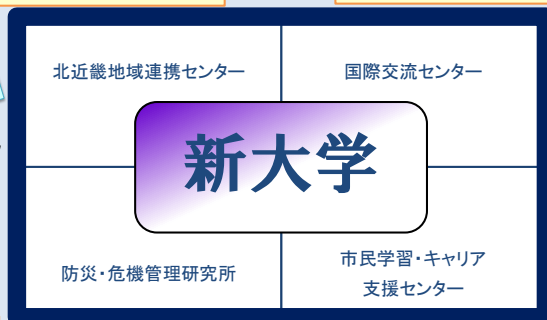 北近畿地域連携センター
国際交流センター
新大学
防災・危機管理研究所
市民学習・キャリア
支援センター